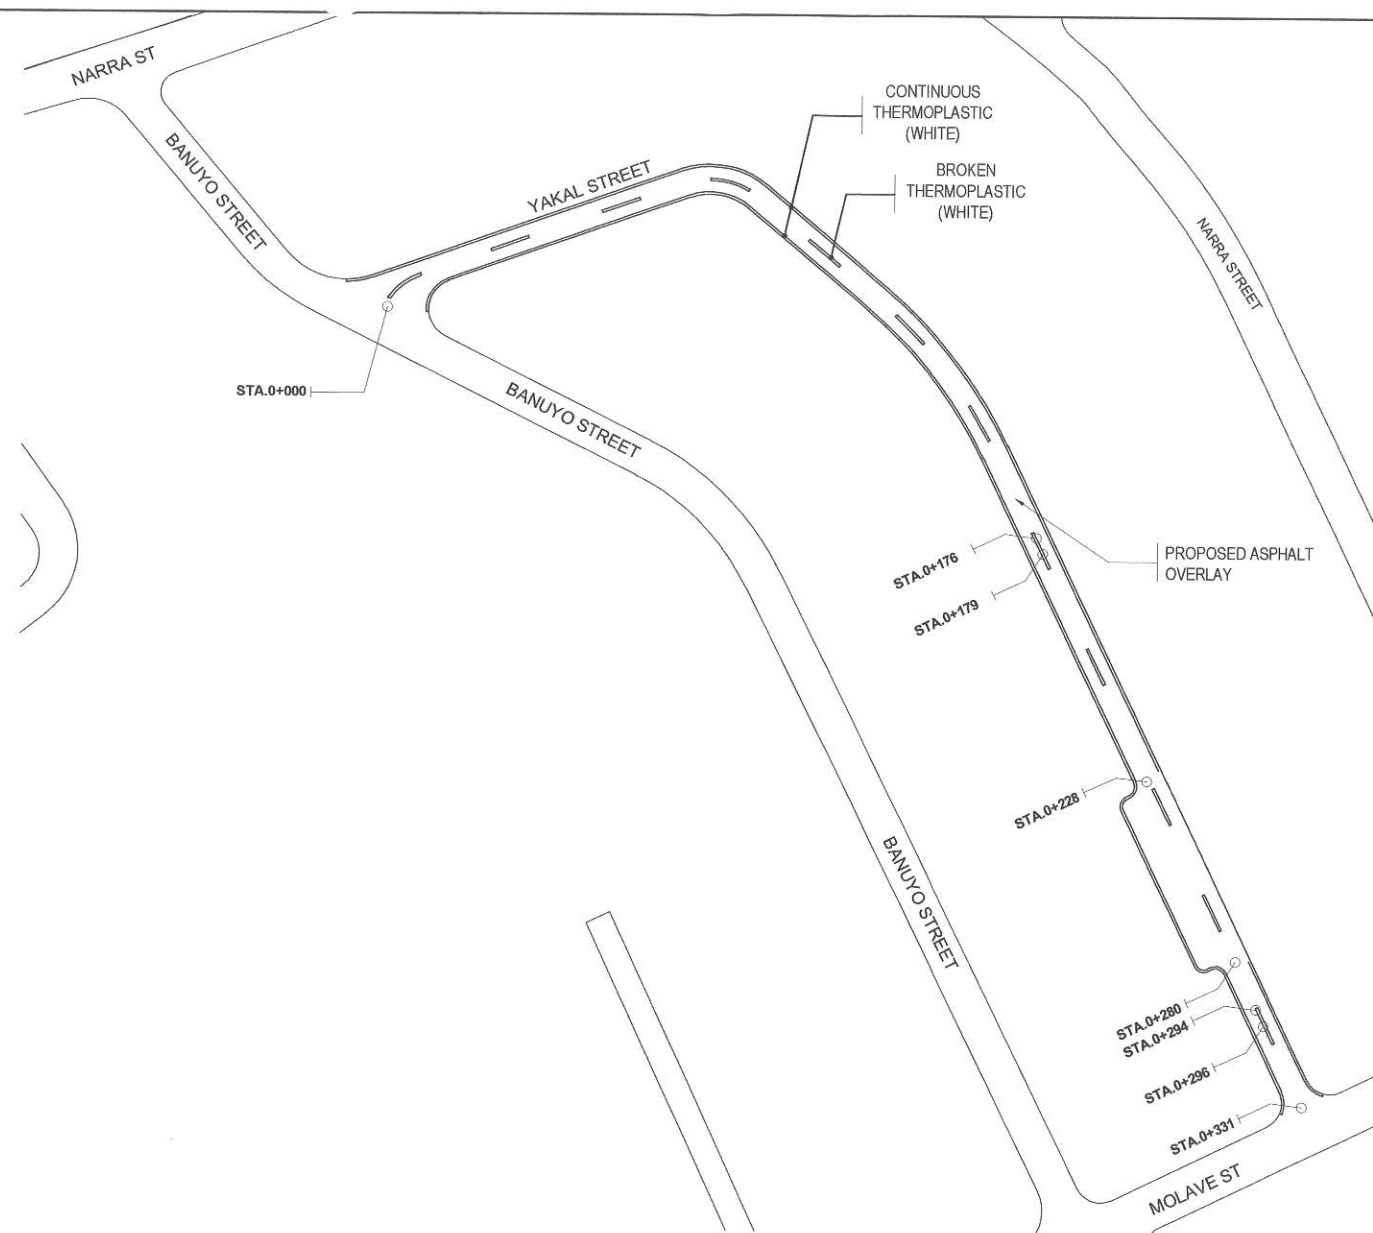 NARRA ST
BANUYO STREET
YAKAL STREET
CONTINUOUS
THERMOPLASTIC
(WHITE)
BROKEN
THERMOPLASTIC
(WHITE)
NARRA STREET
STA.0+000
BANUYO STREET
STA.0+176
STA.0+179
PROPOSED ASPHALT
OVERLAY
STA.0+228
BANUYO STREET
STA.0+280
STA.0+294
STA.0+296
STA.0+331
MOLAVE ST